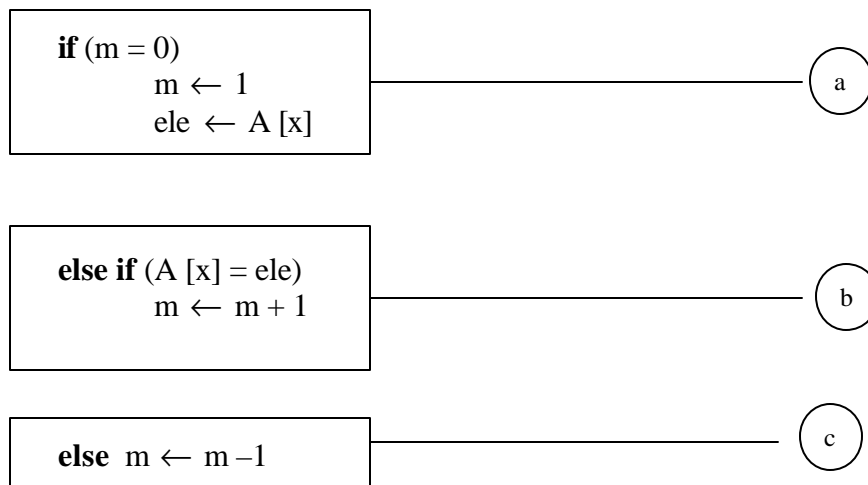 if (m = 0)
m ← 1
ele ← A [x]
a
else if (A [x] = ele)
m ← m + 1
b
else m ← m –1
c